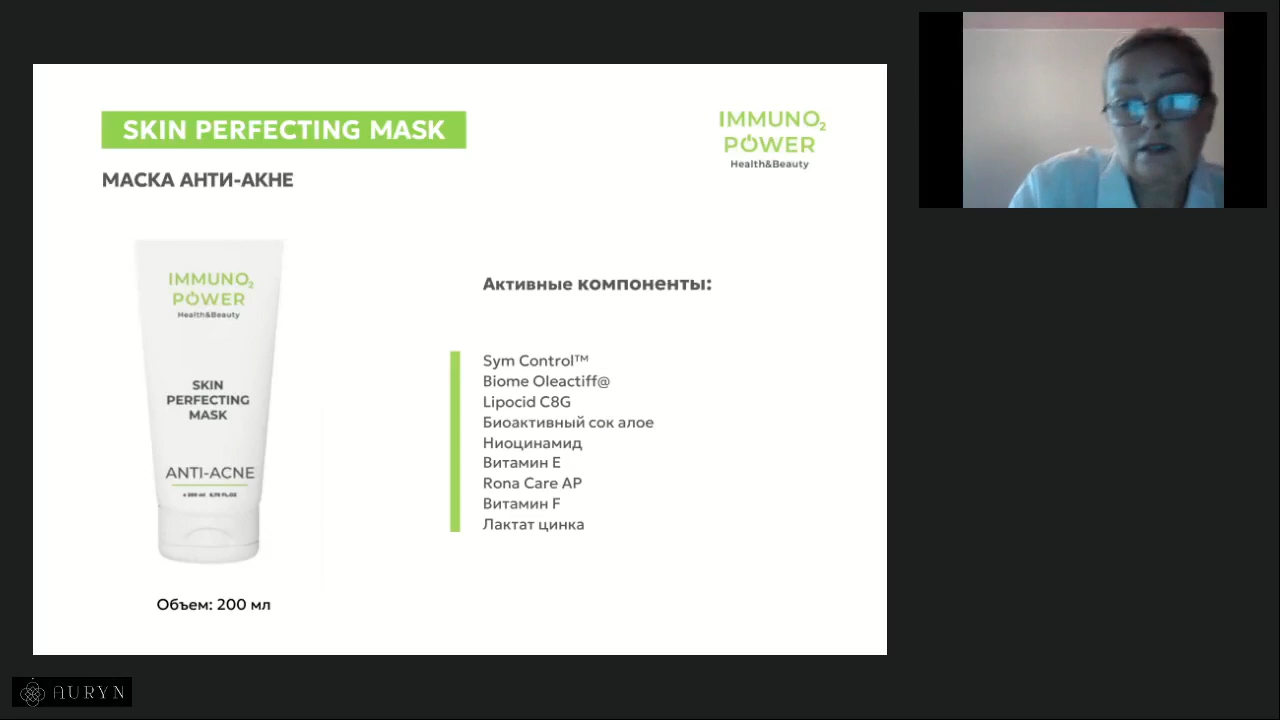 SKIN PERFECTING MASK
МАСКА АНТИ-АКНЕ
IMMUNO2
POWER
Health&Beauty
IMMUNO2
POWER
Health&Beauty
SKIN
PERFECTING
MASK
ANTI-ACNE
Объем: 200 мл
Активные компоненты:
Sym Control™
Biome Oleactiff@
Lipocid C8G
Биоактивный сок алое
Ниоцинамид
Витамин Е
Rona Care AP
Витамин F
Лактат цинка
AURYN